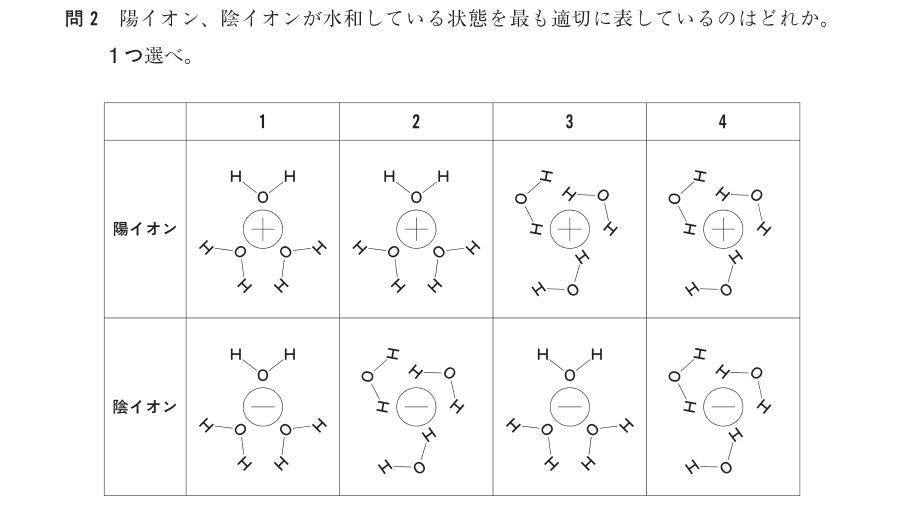 問2 陽イオン、陰イオンが水和している状態を最も適切に表しているのはどれか。
1つ選べ。
1 2 3 4
H H H H H H H H
O O O H O O H O
陽イオン
H O O H H O O H H H H H
H H H H H O H O
H H H H H H H H
O O H O O O H O
陰イオン
H O O H H H H O O H H H
H H H O H H H O